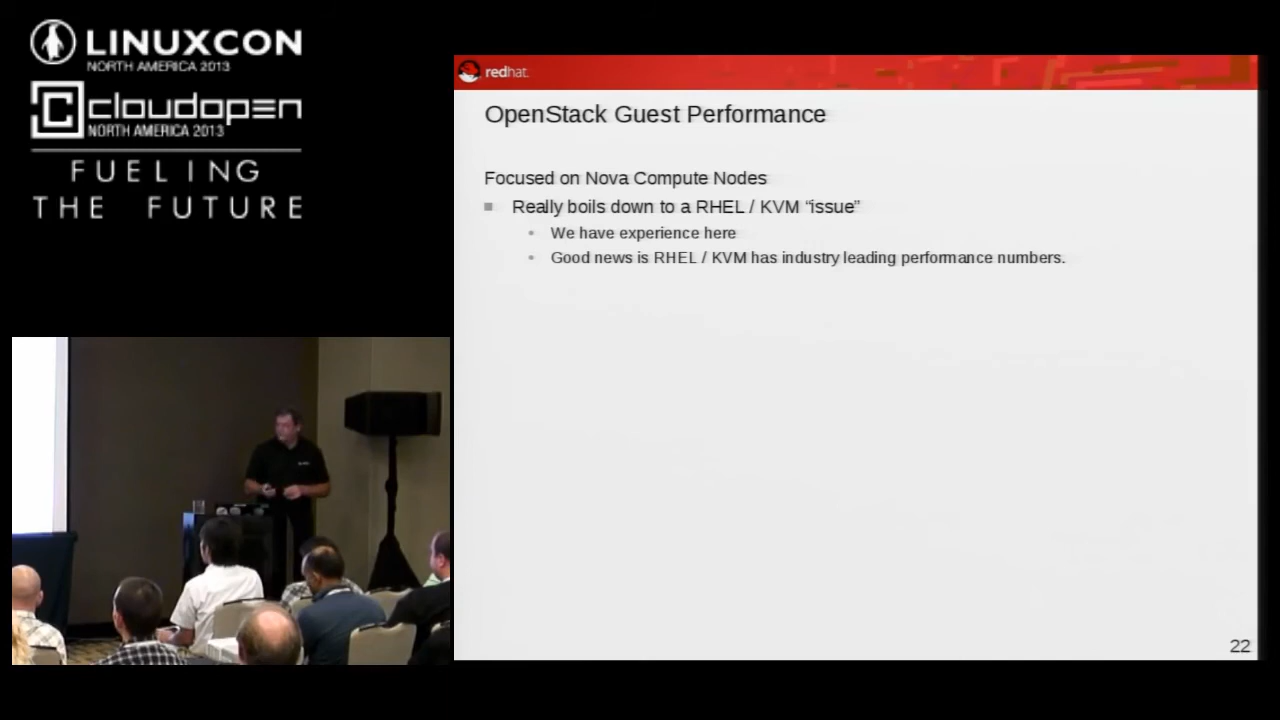 LINUXCON
NORTH AMERICA 2013
cloudopen
NORTH AMERICA 2013
FUELING
THE FUTURE
redhat.
OpenStack Guest Performance
Focused on Nova Compute Nodes
Really boils down to a RHEL / KVM “issue”
We have experience here
Good news is RHEL / KVM has industry leading performance numbers.
22